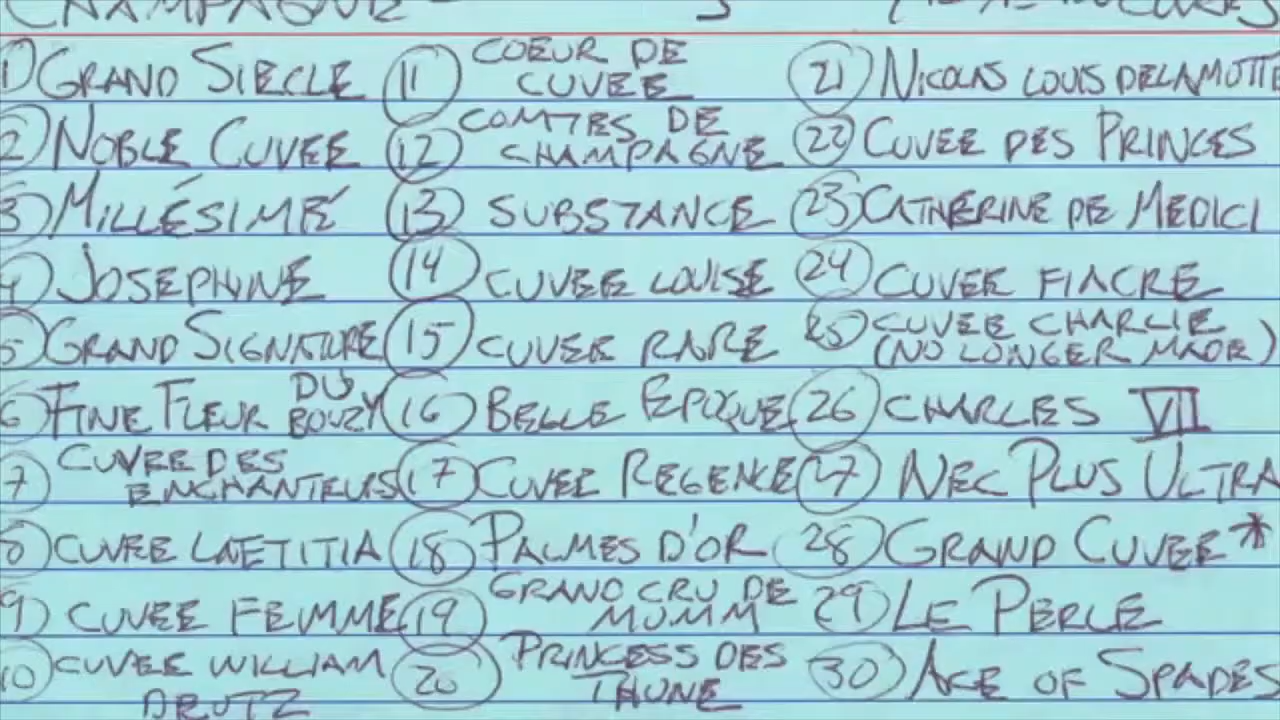 CHAMPAGNE
1 GRAND SIECLE
2 NOBLE CUVEE
3 MILLÉSIMÉ
4 JOSEPHINE
5 GRAND SIGNATURE
6 FINE FLEUR DU BOUZY
7 CUVEE DES
ENCHANTEURS
8 CUVEE LAETITIA
9 CUVEE FEMME
10 CUVEE WILLIAM
DEUTZ
11 COEUR DE
CUVEE
12 COMTES DE
CHAMPAGNE
13 SUBSTANCE
14 CUVEE LOUISE
15 CUVEE RARE
16 BELLE EPOQUE
17 CUVEE REGENCE
18 PALMES D'OR
19 GRAND CRU DE
MUMM
20 PRINCESS DES
THUNE
21 NICOLAS LOUIS DELAMOTTE
22 CUVEE DES PRINCES
23 CATHERINE DE MEDICI
24 CUVEE FIACRE
25 CUVEE CHARLIE
(NO LONGER MADE)
26 CHARLES VII
27 NEC PLUS ULTRA
28 GRAND CUVEE*
29 LE PERLE
30 ACE OF SPADES